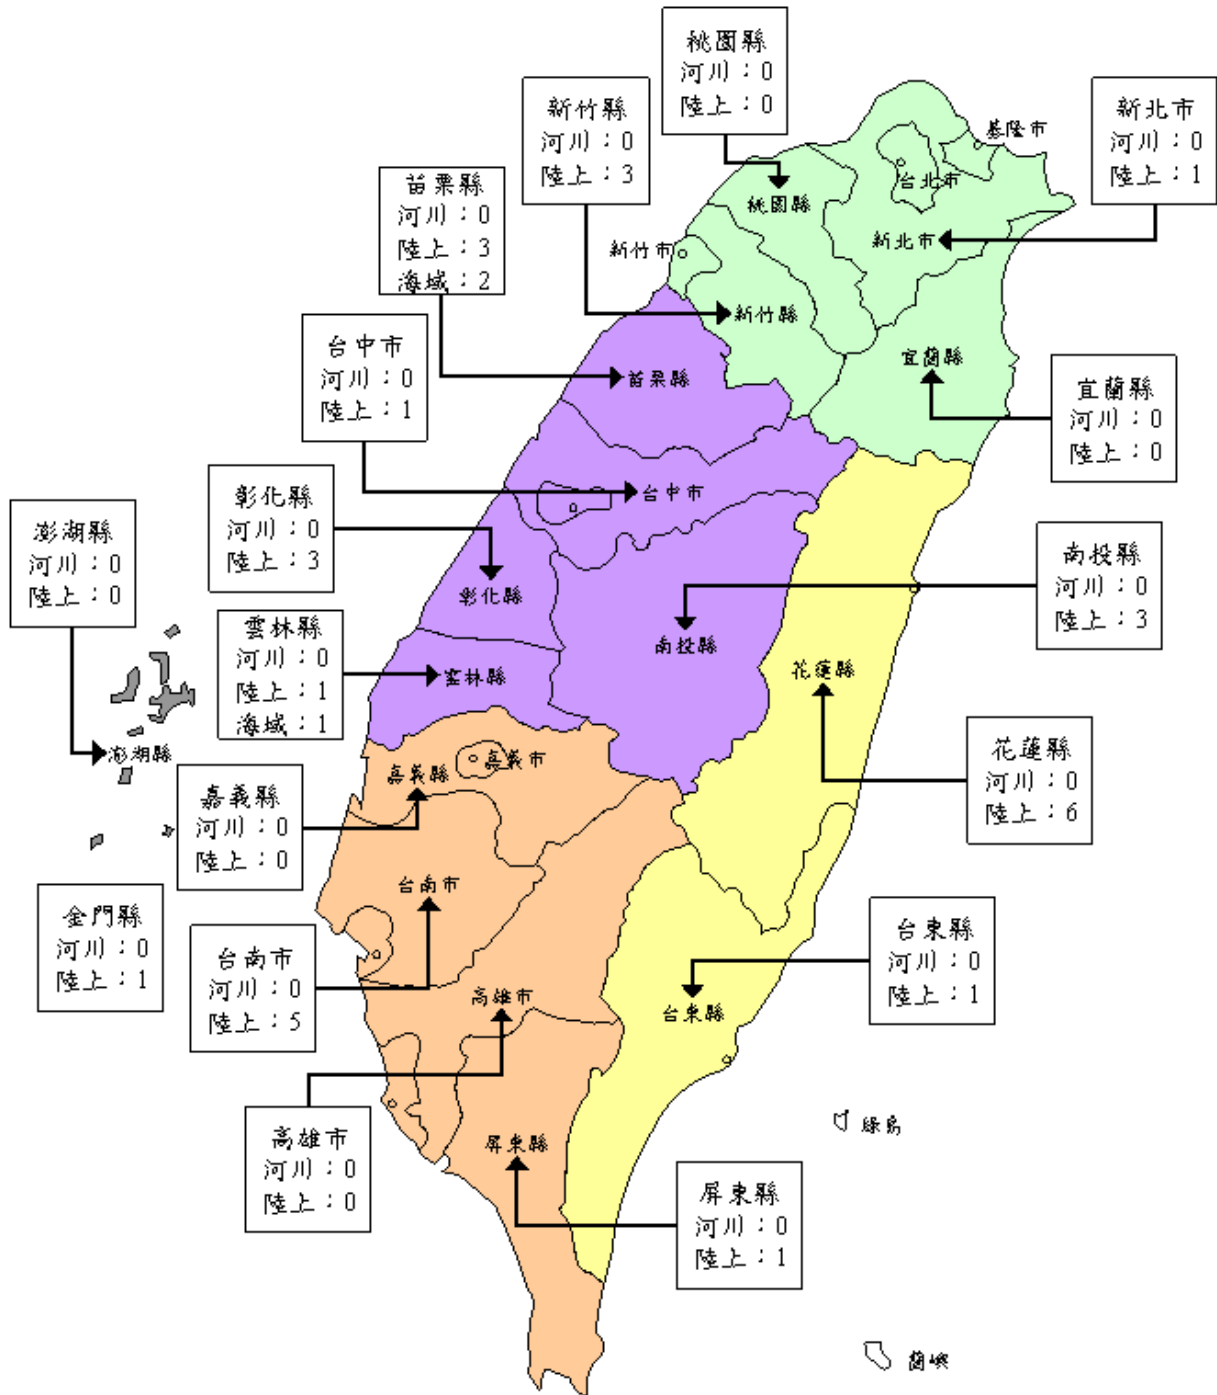 桃園縣
河川：0
陸上：0
新竹縣
河川：0
陸上：3
新北市
河川：0
陸上：1
苗栗縣
河川：0
陸上：3
海域：2
基隆市
台北市
桃園縣
新北市
新竹市
新竹縣
台中市
河川：0
陸上：1
宜蘭縣
苗栗縣
宜蘭縣
河川：0
陸上：0
彰化縣
河川：0
陸上：3
台中市
澎湖縣
河川：0
陸上：0
南投縣
河川：0
陸上：3
彰化縣
雲林縣
河川：0
陸上：1
海域：1
南投縣
雲林縣
花蓮縣
澎湖縣
嘉義縣
嘉義市
花蓮縣
河川：0
陸上：6
嘉義縣
河川：0
陸上：0
台南市
金門縣
河川：0
陸上：1
台南市
河川：0
陸上：5
台東縣
河川：0
陸上：1
高雄市
台東縣
高雄市
河川：0
陸上：0
綠島
屏東縣
屏東縣
河川：0
陸上：1
蘭嶼